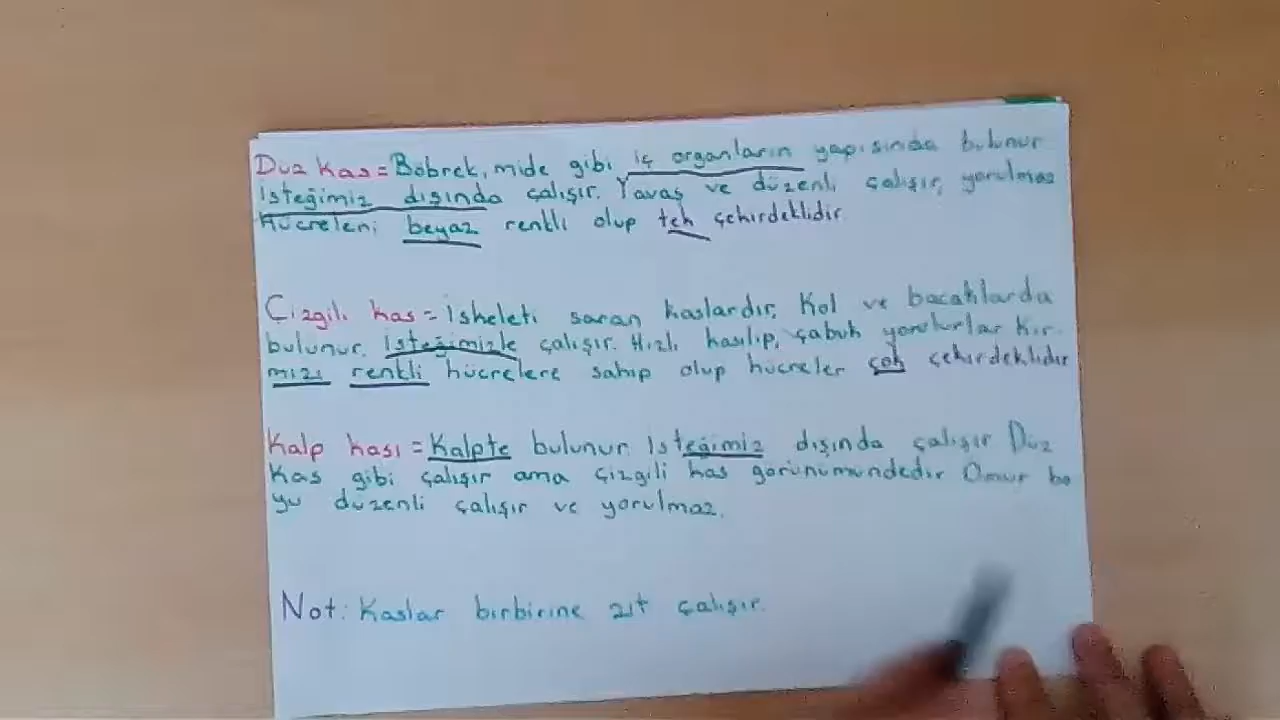 Düz kas = Böbrek, mide gibi iç organların yapısında bulunur
isteğimiz dışında çalışır. Yavaş ve düzenli çalışır, yorulmaz
Hücreleri beyaz renkli olup tek çekirdeklidir
Çizgili kas = İskeleti saran kaslardır. Kol ve bacaklarda
bulunur. isteğimizle çalışır. Hızlı kasılıp, çabuk yorulurlar Kır
mızı renkli hücrelere sahip olup hücreler çok çekirdeklidir
Kalp kası = Kalpte bulunur. isteğimiz dışında çalışır Düz
kas gibi çalışır ama çizgili kas görünümündedir Ömür bo
yu düzenli çalışır ve yorulmaz.
Not: Kaslar birbirine zıt çalışır.